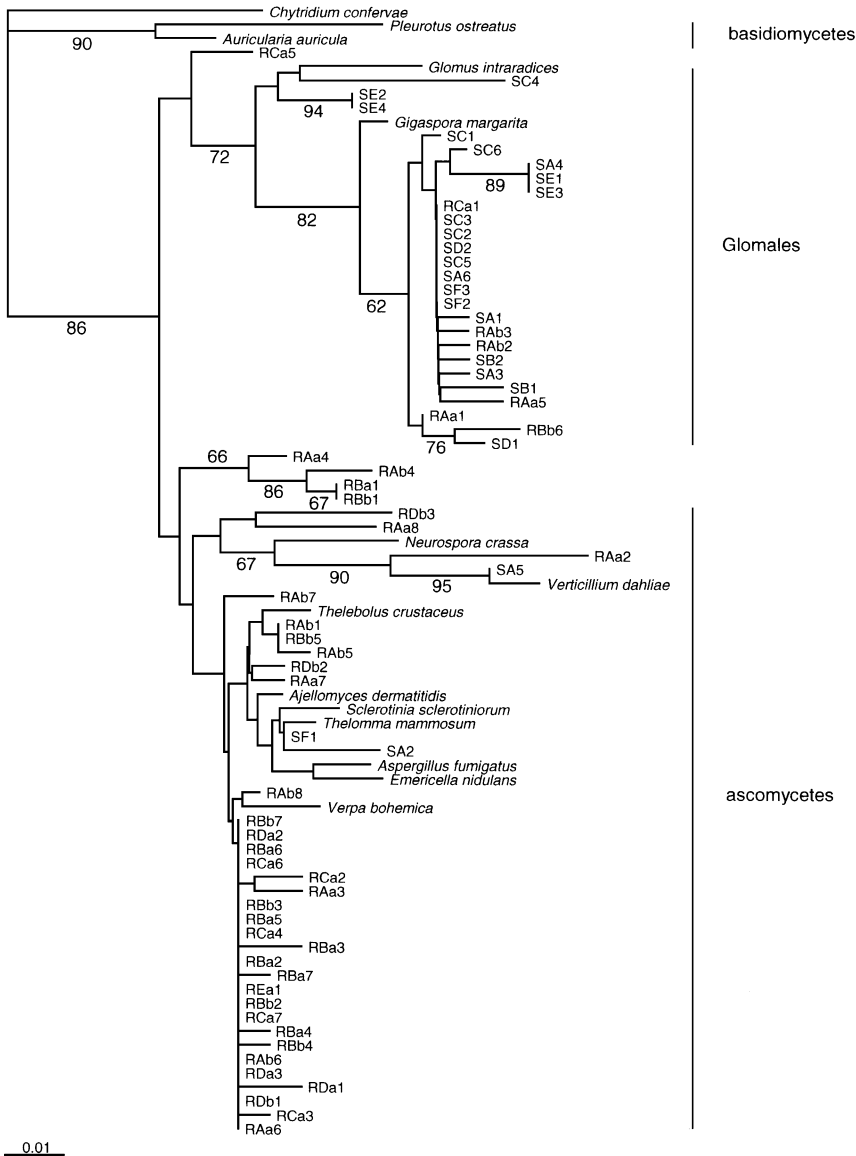 Chytridium confervae
Pleurotus ostreatus
basidiomycetes
90
Auricularia auricula
RCa5
Glomus intraradices
SC4
SE2
94
SE4
Gigaspora margarita
SC1
72
SC6
SA4
89
SE1
SE3
82
RCa1
SC3
SC2
SD2
Glomales
SC5
SA6
SF3
62
SF2
SA1
86
RAb3
RAb2
SB2
SA3
SB1
RAa5
RAa1
RBb6
76
SD1
66
RAa4
RAb4
86
RBa1
67
RBb1
RDb3
RAa8
Neurospora crassa
67
RAa2
90
SA5
95
Verticillium dahliae
RAb7
Thelebolus crustaceus
RAb1
RBb5
RAb5
RDb2
RAa7
Ajellomyces dermatitidis
Sclerotinia sclerotiniorum
Thelomma mammosum
SF1
SA2
Aspergillus fumigatus
Emericella nidulans
RAb8
ascomycetes
Verpa bohemica
RBb7
RDa2
RBa6
RCa6
RCa2
RAa3
RBb3
RBa5
RCa4
RBa3
RBa2
RBa7
REa1
RBb2
RCa7
RBa4
RBb4
RAb6
RDa3
RDa1
RDb1
RCa3
RAa6
0.01